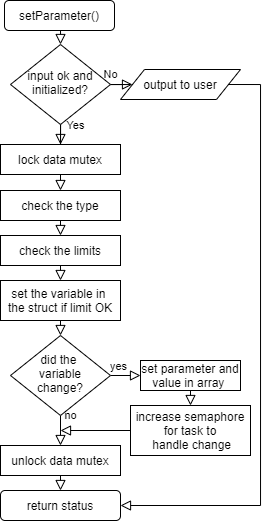 setParameter()
input ok and
initialized?
No
output to user
Yes
lock data mutex
check the type
check the limits
set the variable in
the struct if limit OK
did the
variable
change?
yes
set parameter and
value in array
no
increase semaphore
for task to
handle change
unlock data mutex
return status